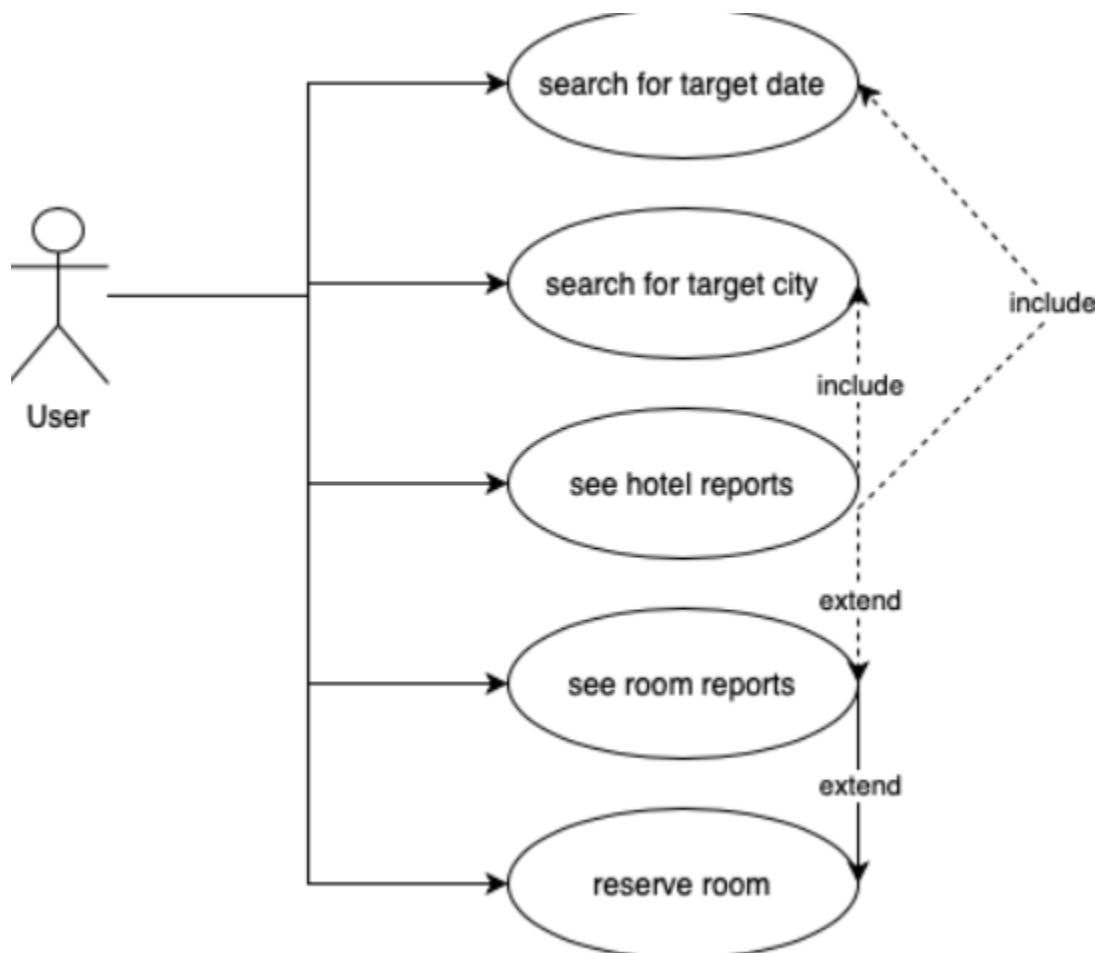 search for target date
search for target city
include
include
User
see hotel reports
extend
see room reports
extend
reserve room